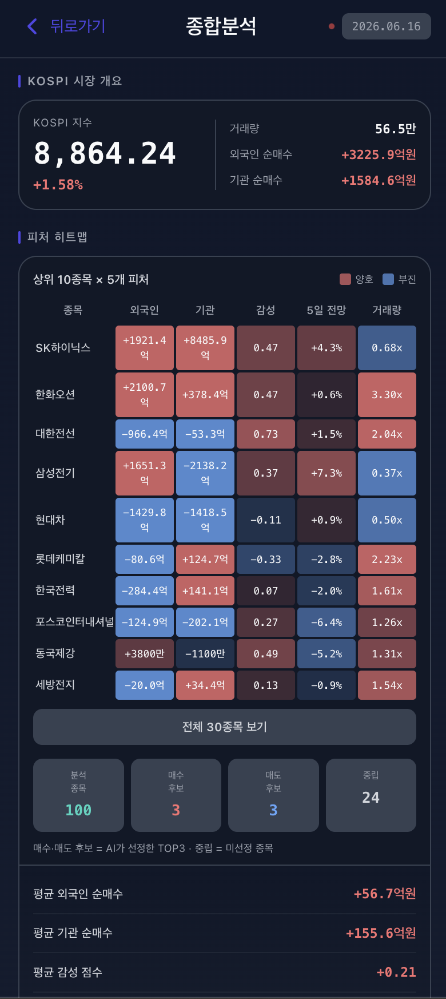 뒤로가기
종합분석
2026.06.16
KOSPI 시장 개요
KOSPI 지수
8,864.24
+1.58%
거래량 56.5만
외국인 순매수 +3225.9억원
기관 순매수 +1584.6억원
피처 히트맵
상위 10종목 × 5개 피처
양호 부진
종목 외국인 기관 감성 5일 전망 거래량
SK하이닉스 +1921.4억 +8485.9억 0.47 +4.3% 0.68x
한화오션 +2100.7억 +378.4억 0.47 +0.6% 3.30x
대한전선 −966.4억 −53.3억 0.73 +1.5% 2.04x
삼성전기 +1651.3억 −2138.2억 0.37 +7.3% 0.37x
현대차 −1429.8억 −1418.5억 −0.11 +0.9% 0.50x
롯데케미칼 −80.6억 +124.7억 −0.33 −2.8% 2.23x
한국전력 −284.4억 +141.1억 0.07 −2.0% 1.61x
포스코인터내셔널 −124.9억 −202.1억 0.27 −6.4% 1.26x
동국제강 +3800만 −1100만 0.49 −5.2% 1.31x
세방전지 −20.0억 +34.4억 0.13 −0.9% 1.54x
전체 30종목 보기
분석
종목
100
매수
후보
3
매도
후보
3
중립
24
매수·매도 후보 = AI가 선정한 TOP3 · 중립 = 미선정 종목
평균 외국인 순매수 +56.7억원
평균 기관 순매수 +155.6억원
평균 감성 점수 +0.21